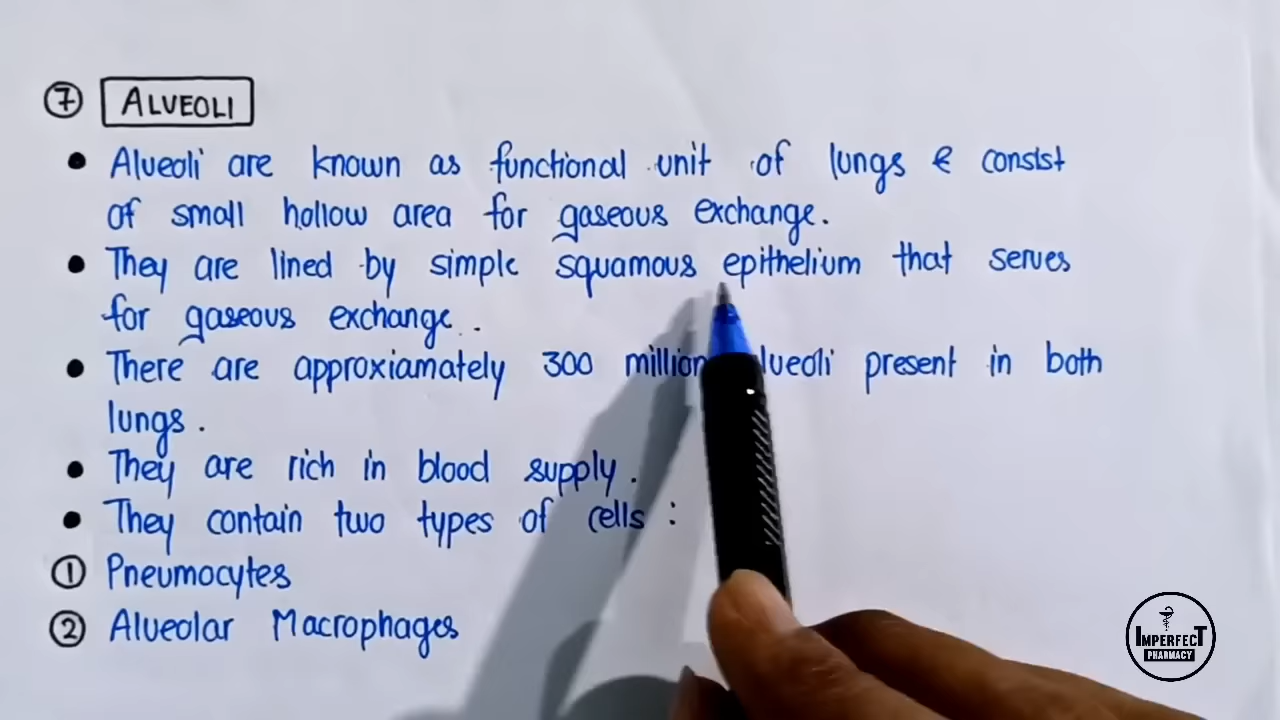 7 ALVEOLI
• Alveoli are known as functional unit of lungs & consist
of small hollow area for gaseous exchange.
• They are lined by simple squamous epithelium that serves
for gaseous exchange.
• There are approxiamately 300 million alveoli present in both
lungs.
• They are rich in blood supply.
• They contain two types of cells :
1 Pneumocytes
2 Alveolar Macrophages
IMPERFECT
PHARMACY